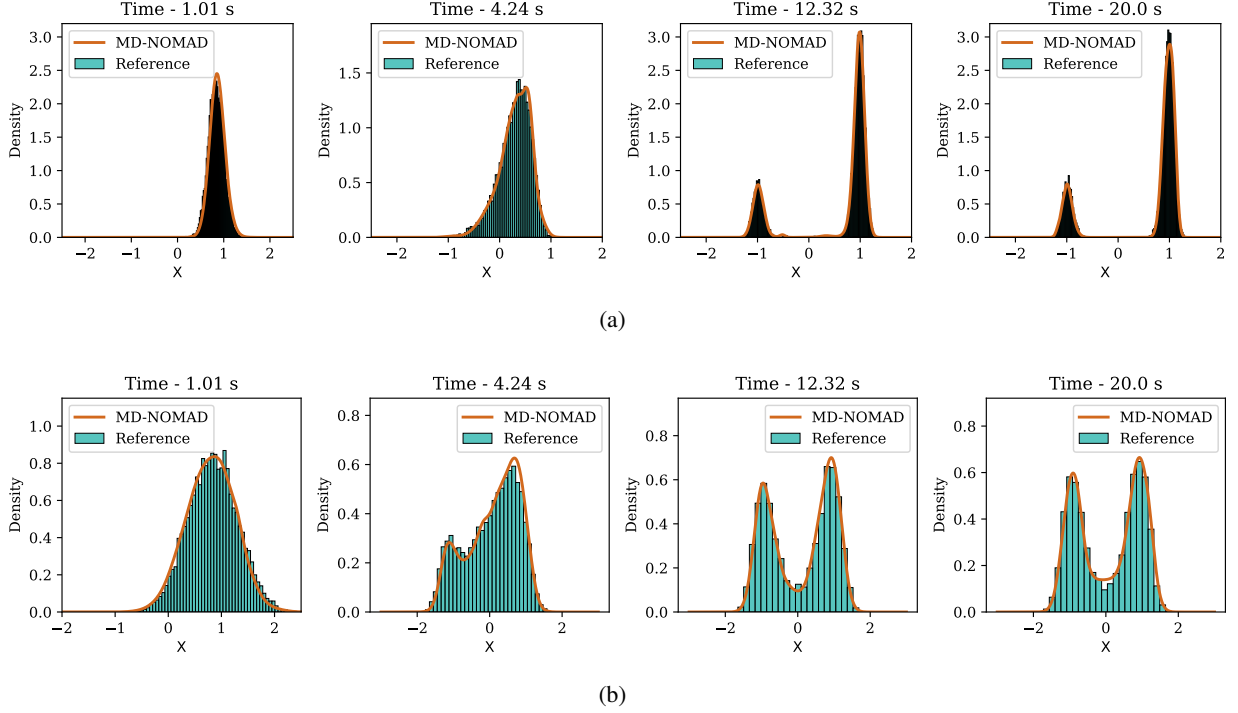 Time - 1.01 s
Time - 4.24 s
Time - 12.32 s
Time - 20.0 s
3.0
2.5
2.0
1.5
1.0
0.5
0.0
Density
MD-NOMAD
Reference
−2
−1
0
1
2
X
1.5
1.0
0.5
0.0
Density
MD-NOMAD
Reference
−2
−1
0
1
2
X
3.0
2.5
2.0
1.5
1.0
0.5
0.0
Density
MD-NOMAD
Reference
−2
−1
0
1
2
X
3.0
2.5
2.0
1.5
1.0
0.5
0.0
Density
MD-NOMAD
Reference
−2
−1
0
1
2
X
(a)
Time - 1.01 s
Time - 4.24 s
Time - 12.32 s
Time - 20.0 s
1.0
0.8
0.6
0.4
0.2
0.0
Density
MD-NOMAD
Reference
−2
−1
0
1
2
X
0.8
0.6
0.4
0.2
0.0
Density
MD-NOMAD
Reference
−2
0
2
X
0.8
0.6
0.4
0.2
0.0
Density
MD-NOMAD
Reference
−2
0
2
X
0.8
0.6
0.4
0.2
0.0
Density
MD-NOMAD
Reference
−2
0
2
X
(b)